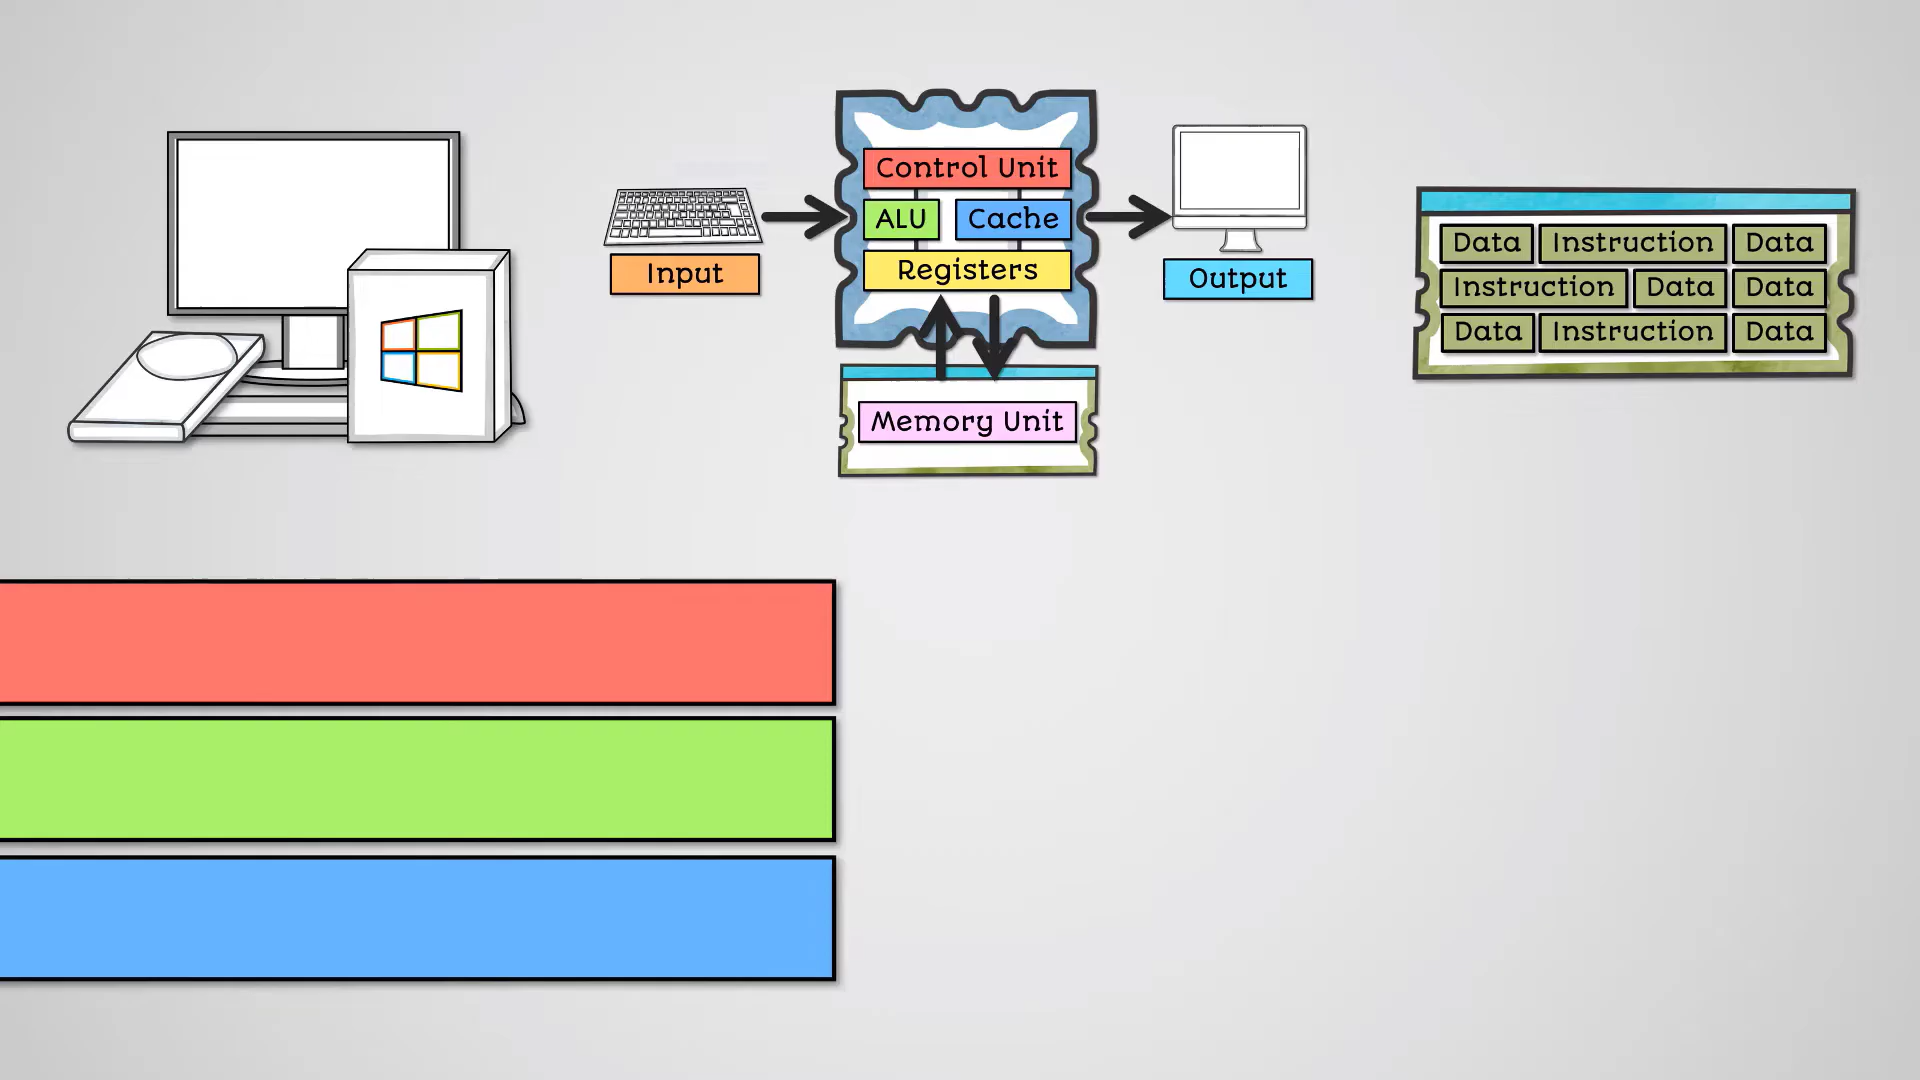 Control Unit
ALU Cache
Registers
Input
Output
Memory Unit
Data Instruction Data
Instruction Data Data
Data Instruction Data